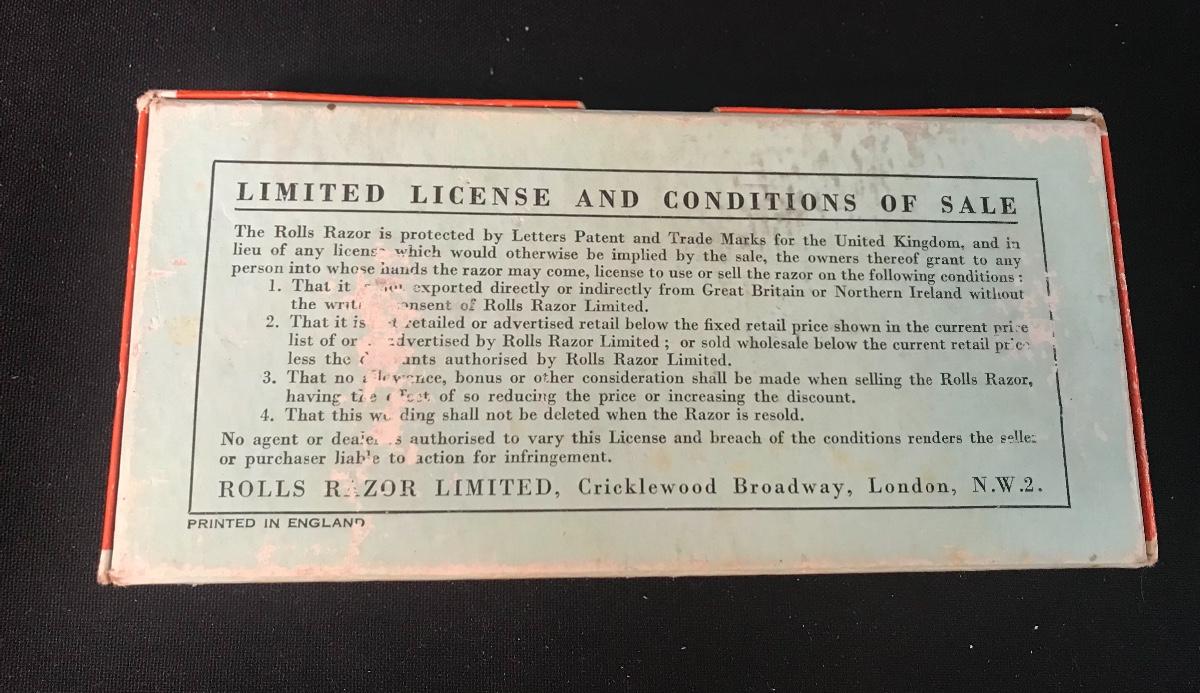 LIMITED LICENSE AND CONDITIONS OF SALE
The Rolls Razor is protected by Letters Patent and Trade Marks for the United Kingdom, and in
lieu of any license which would otherwise be implied by the sale, the owners thereof grant to any
person into whose hands the razor may come, license to use or sell the razor on the following conditions :
1. That it exported directly or indirectly from Great Britain or Northern Ireland without
the consent of Rolls Razor Limited.
2. That it is retailed or advertised retail below the fixed retail price shown in the current price
list of or advertised by Rolls Razor Limited ; or sold wholesale below the current retail price
less the authorised by Rolls Razor Limited.
3. That no allowance, bonus or other consideration shall be made when selling the Rolls Razor,
having the effect of so reducing the price or increasing the discount.
4. That this wording shall not be deleted when the Razor is resold.
No agent or dealer is authorised to vary this License and breach of the conditions renders the seller
or purchaser liable to action for infringement.
ROLLS RAZOR LIMITED, Cricklewood Broadway, London, N.W.2.
PRINTED IN ENGLAND